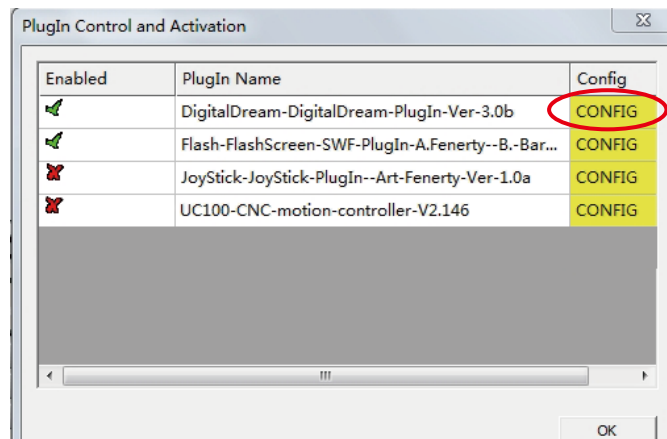 PlugIn Control and Activation
Enabled PlugIn Name Config
DigitalDream-DigitalDream-PlugIn-Ver-3.0b CONFIG
Flash-FlashScreen-SWF-PlugIn-A.Fenerty--B.-Bar... CONFIG
JoyStick-JoyStick-PlugIn--Art-Fenerty-Ver-1.0a CONFIG
UC100-CNC-motion-controller-V2.146 CONFIG
OK